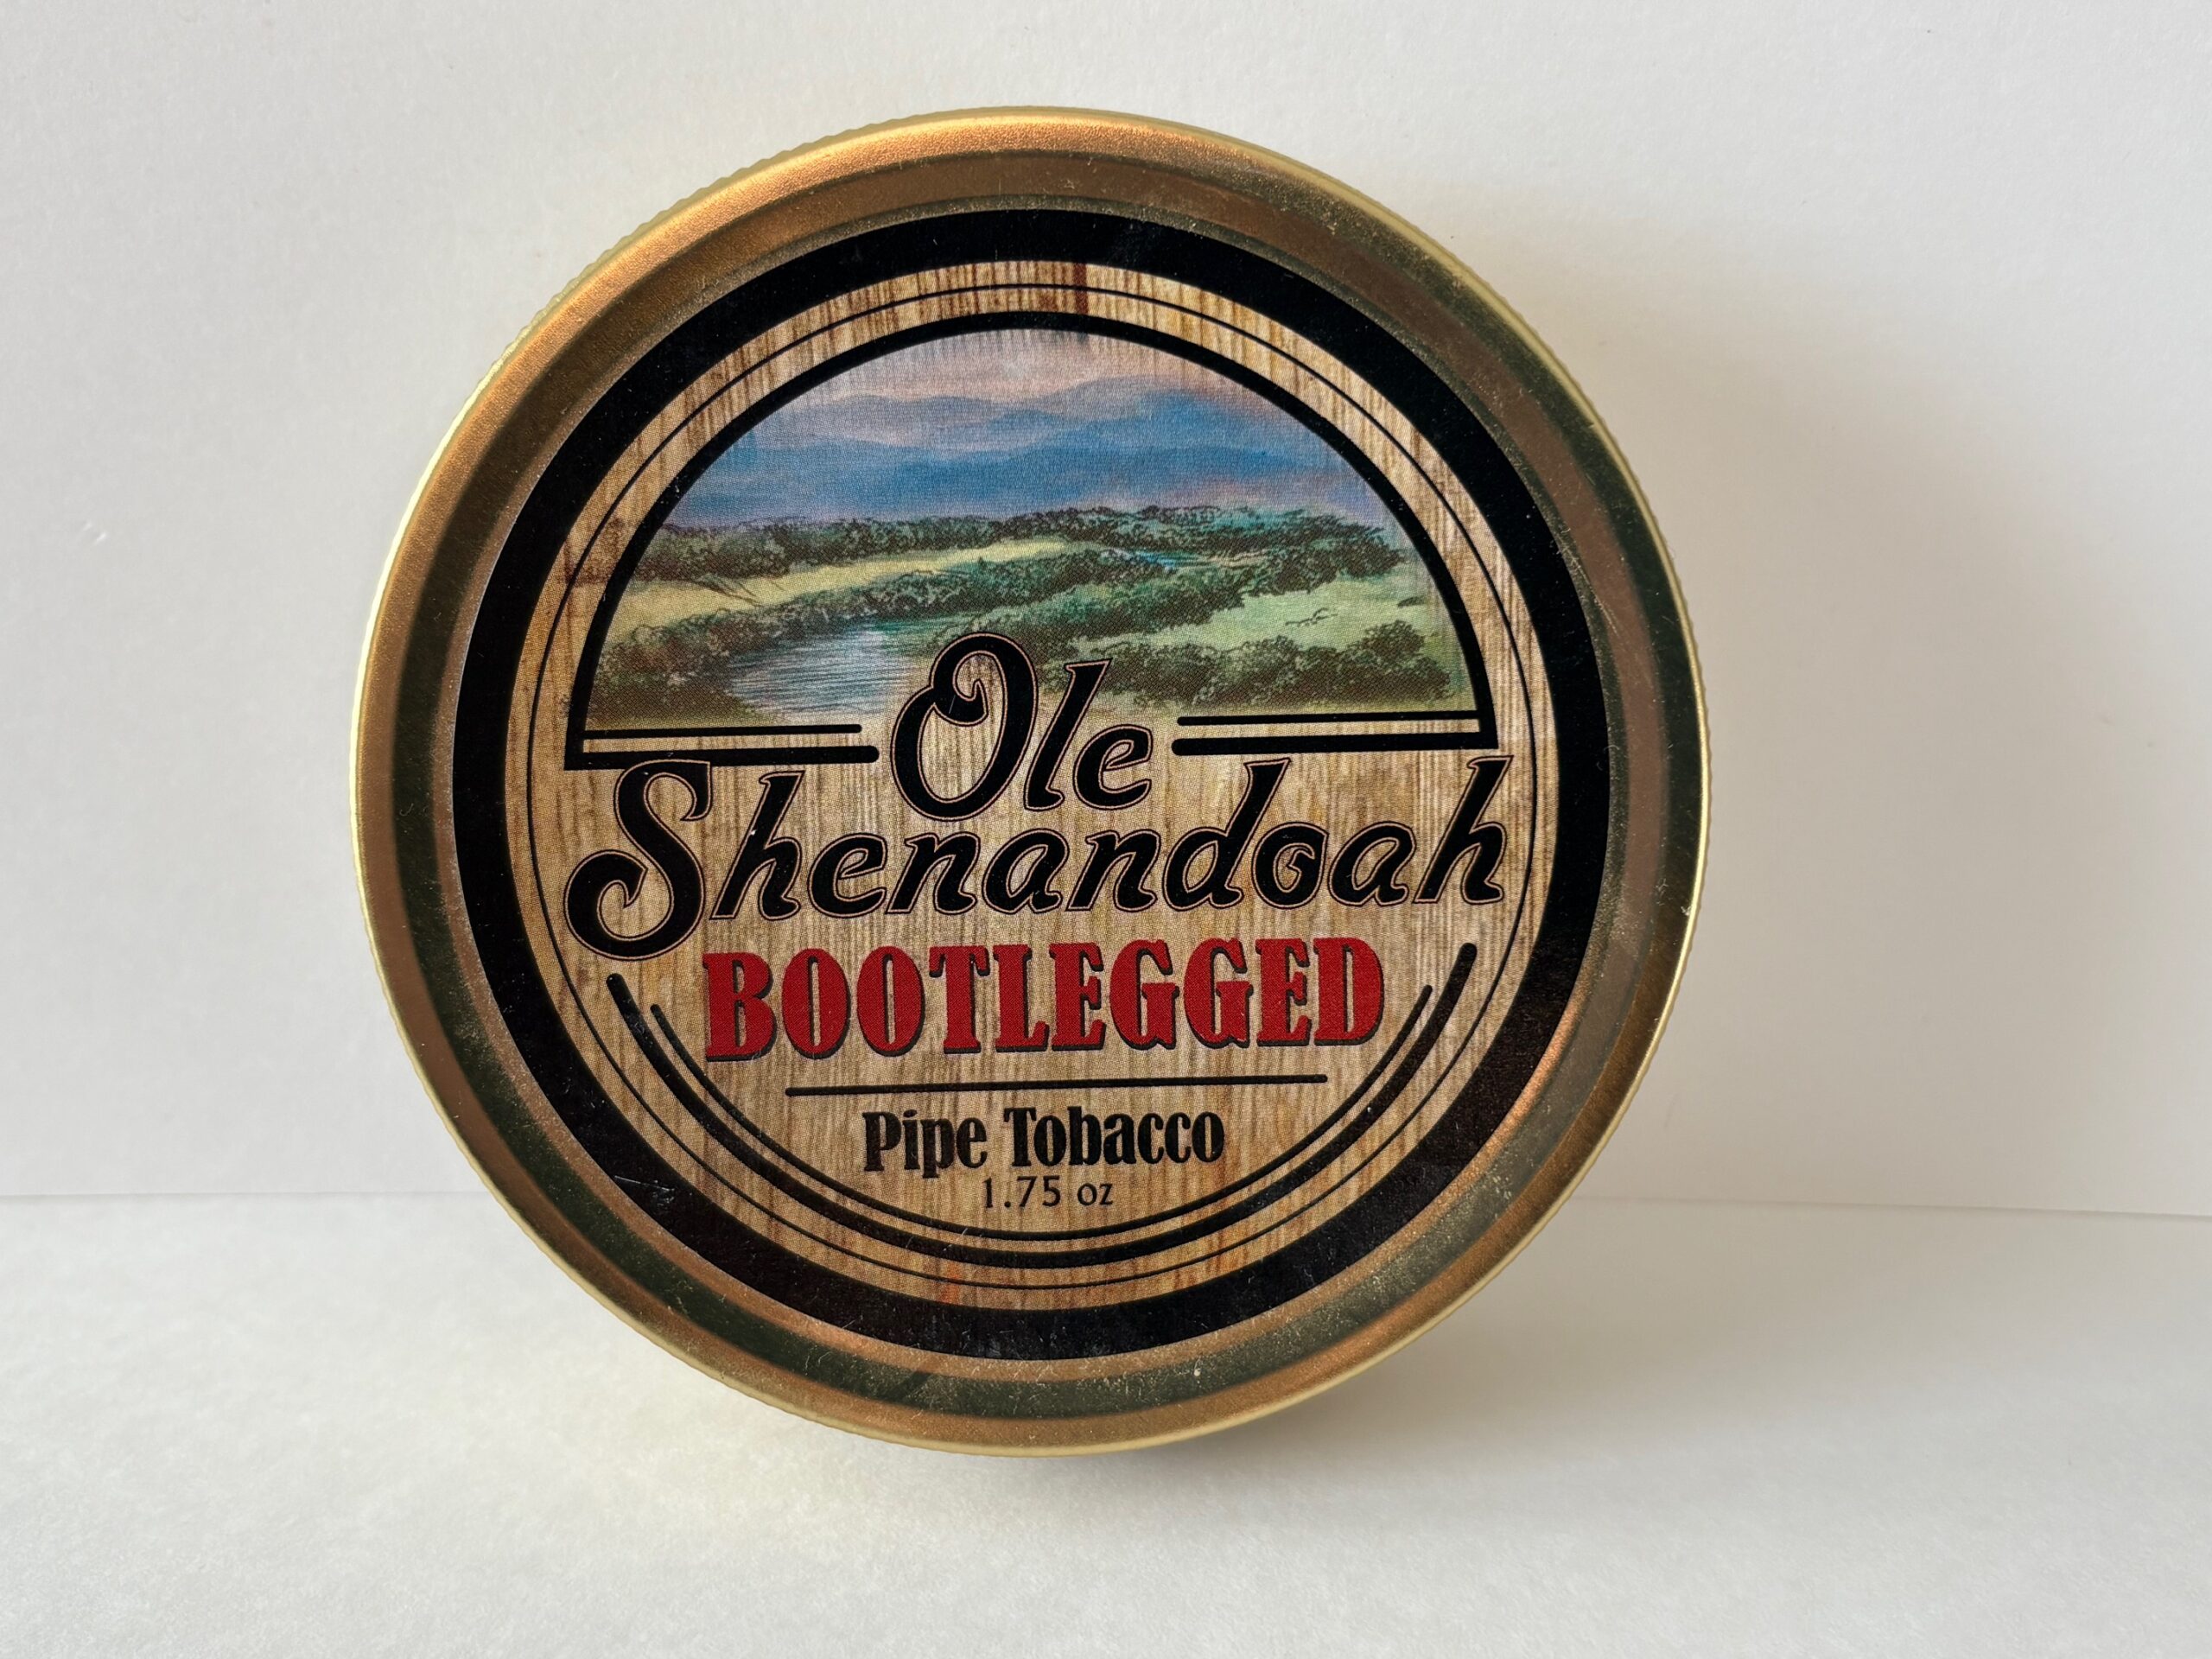 Ole
Shenandoah
BOOTLEGGED
Pipe Tobacco
1.75 oz